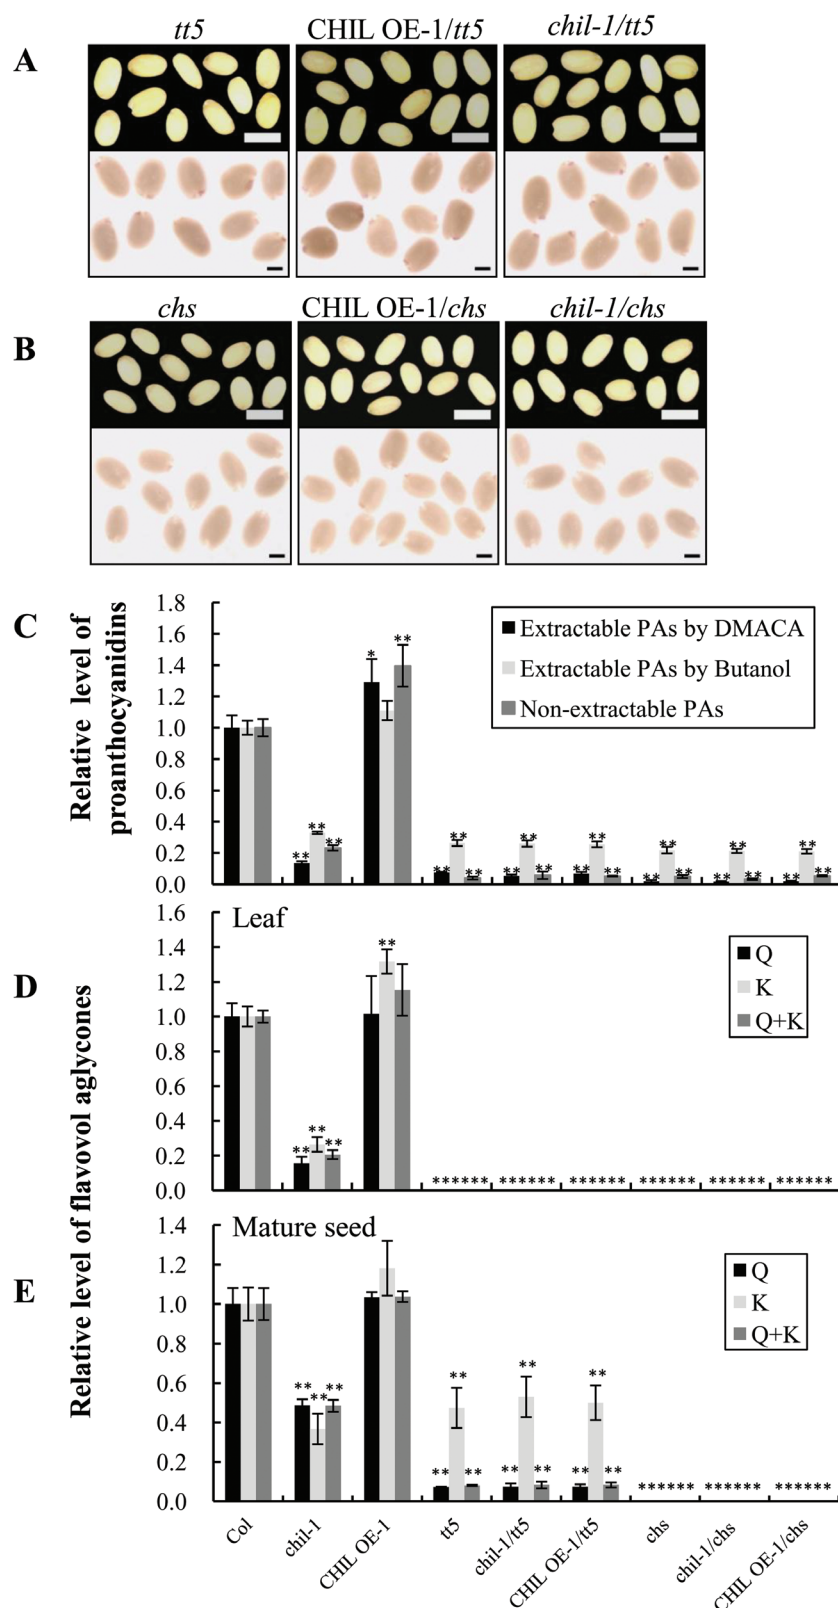 tt5 CHIL OE-1/tt5 chil-1/tt5
A
chs CHIL OE-1/chs chil-1/chs
B
C
Relative level of
proanthocyanidins
1.8
1.6
1.4
1.2
1.0
0.8
0.6
0.4
0.2
0.0
Extractable PAs by DMACA
Extractable PAs by Butanol
Non-extractable PAs
** ** **
* **
** ** **
** ** **
** ** **
** ** **
** ** **
** ** **
D
Relative level of flavovol aglycones
Leaf
1.6
1.4
1.2
1.0
0.8
0.6
0.4
0.2
0.0
Q
K
Q+K
** ** **
**
****** ****** ****** ****** ****** ******
E
Mature seed
1.4
1.2
1.0
0.8
0.6
0.4
0.2
0.0
Q
K
Q+K
** ** **
** ** **
** ** **
** ** **
****** ****** ******
Col
chil-1
CHIL OE-1
tt5
chil-1/tt5
CHIL OE-1/tt5
chs
chil-1/chs
CHIL OE-1/chs